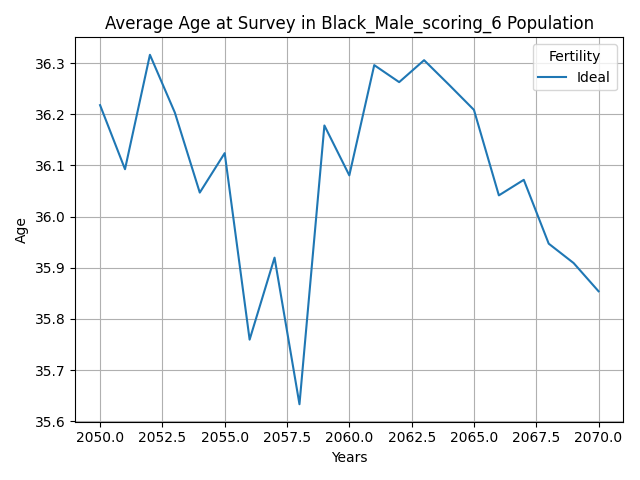 Average Age at Survey in Black_Male_scoring_6 Population
Fertility
Ideal
36.3
36.2
36.1
36.0
35.9
35.8
35.7
35.6
Age
2050.0 2052.5 2055.0 2057.5 2060.0 2062.5 2065.0 2067.5 2070.0
Years